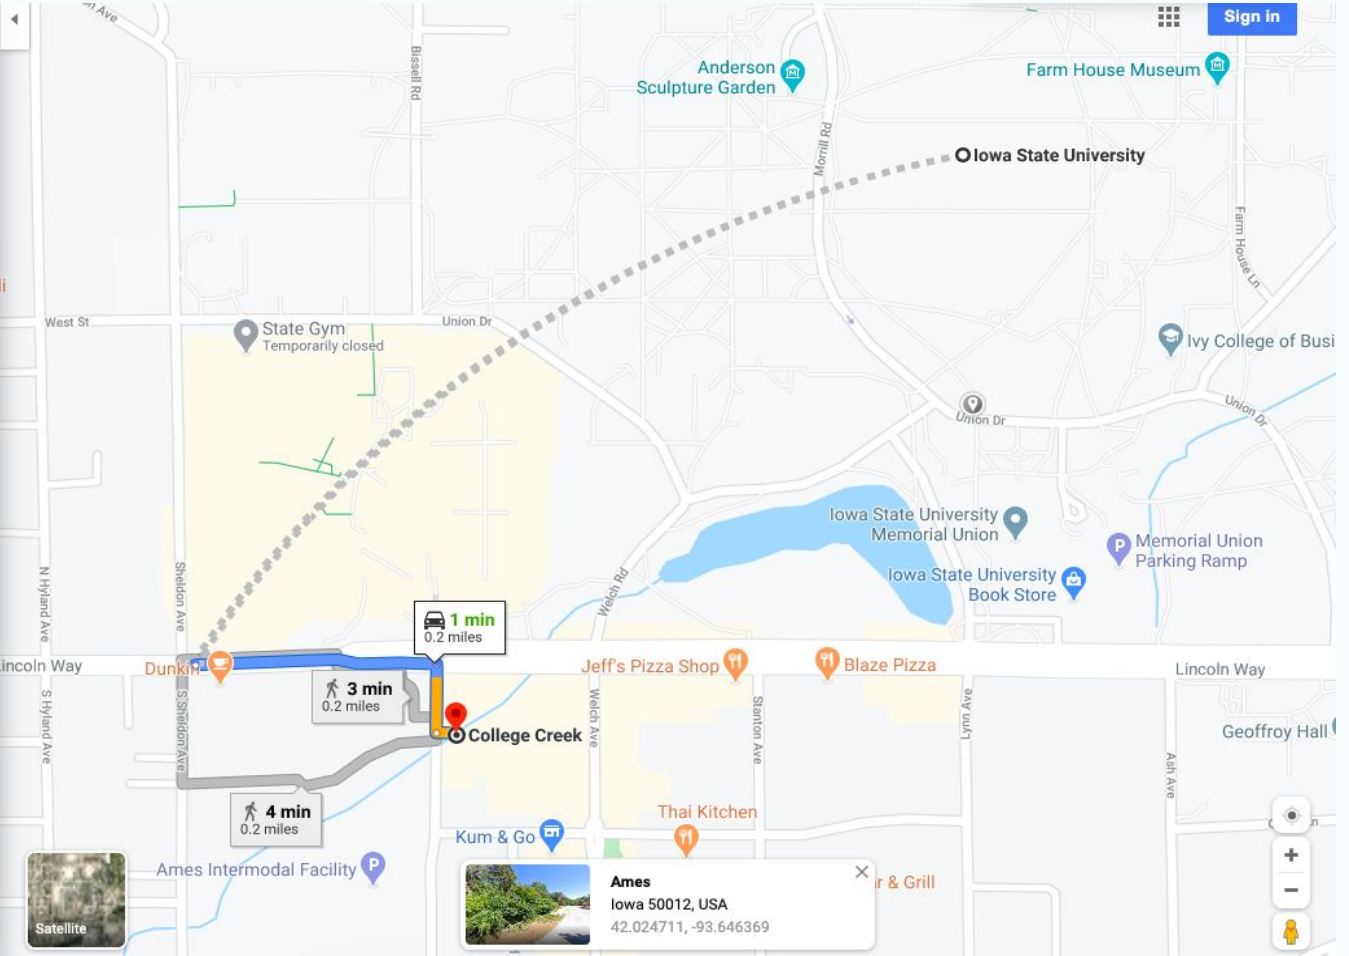 n Ave
Sign in
Bissell Rd
Anderson
Sculpture Garden
Farm House Museum
Morrill Rd
Iowa State University
Farm House Ln
li
West St
State Gym
Temporarily closed
Union Dr
Ivy College of Busi
Union Dr
Union Dr
Iowa State University
Memorial Union
Memorial Union
Parking Ramp
Iowa State University
Book Store
N Hyland Ave
Sheldon Ave
Welch Rd
1 min
0.2 miles
incoln Way
Dunkin
Jeff's Pizza Shop
Blaze Pizza
Lincoln Way
3 min
0.2 miles
S Hyland Ave
S Sheldon Ave
College Creek
Welch Ave
Stanton Ave
Lynn Ave
Geoffroy Hall
Ash Ave
4 min
0.2 miles
Thai Kitchen
Kum & Go
Ames Intermodal Facility
r & Grill
Ames
Iowa 50012, USA
42.024711, -93.646369
Satellite